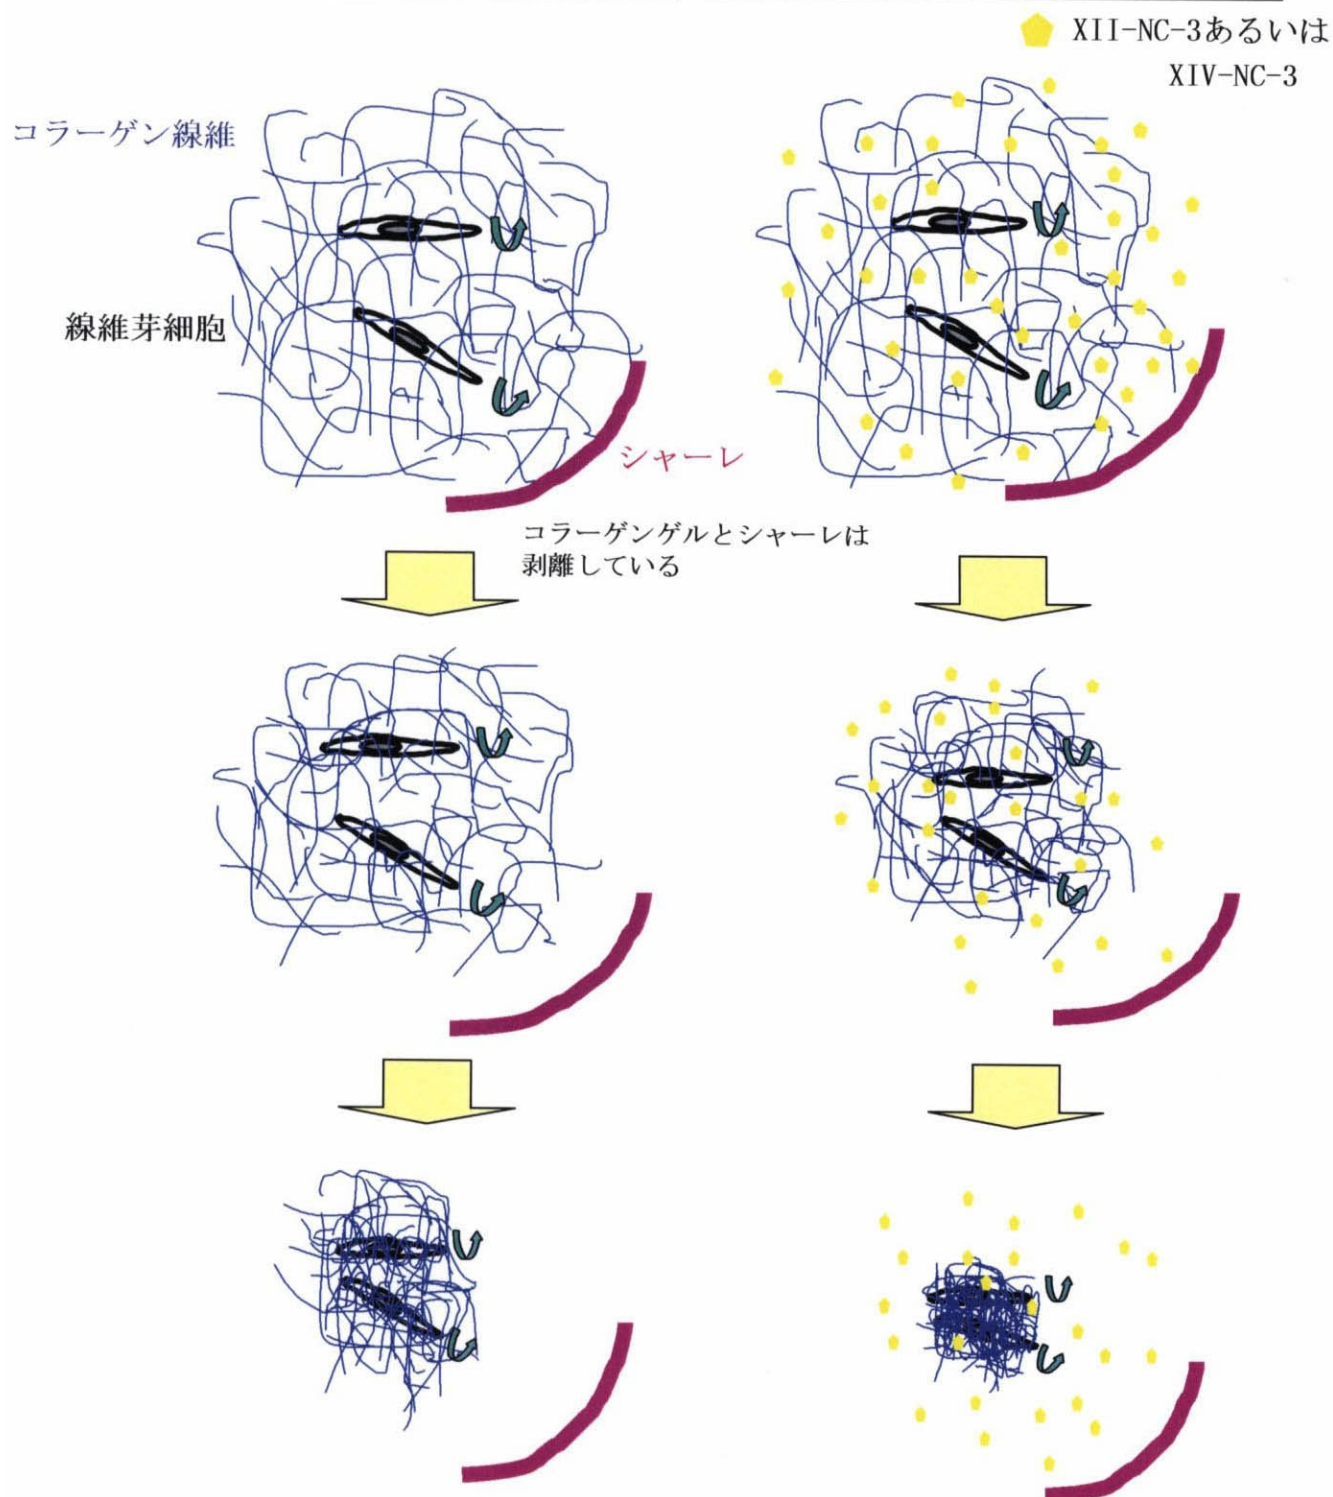 XII-NC-3あるいは
XIV-NC-3
コラーゲン線維
線維芽細胞
シャーレ
コラーゲンゲルとシャーレは
剥離している